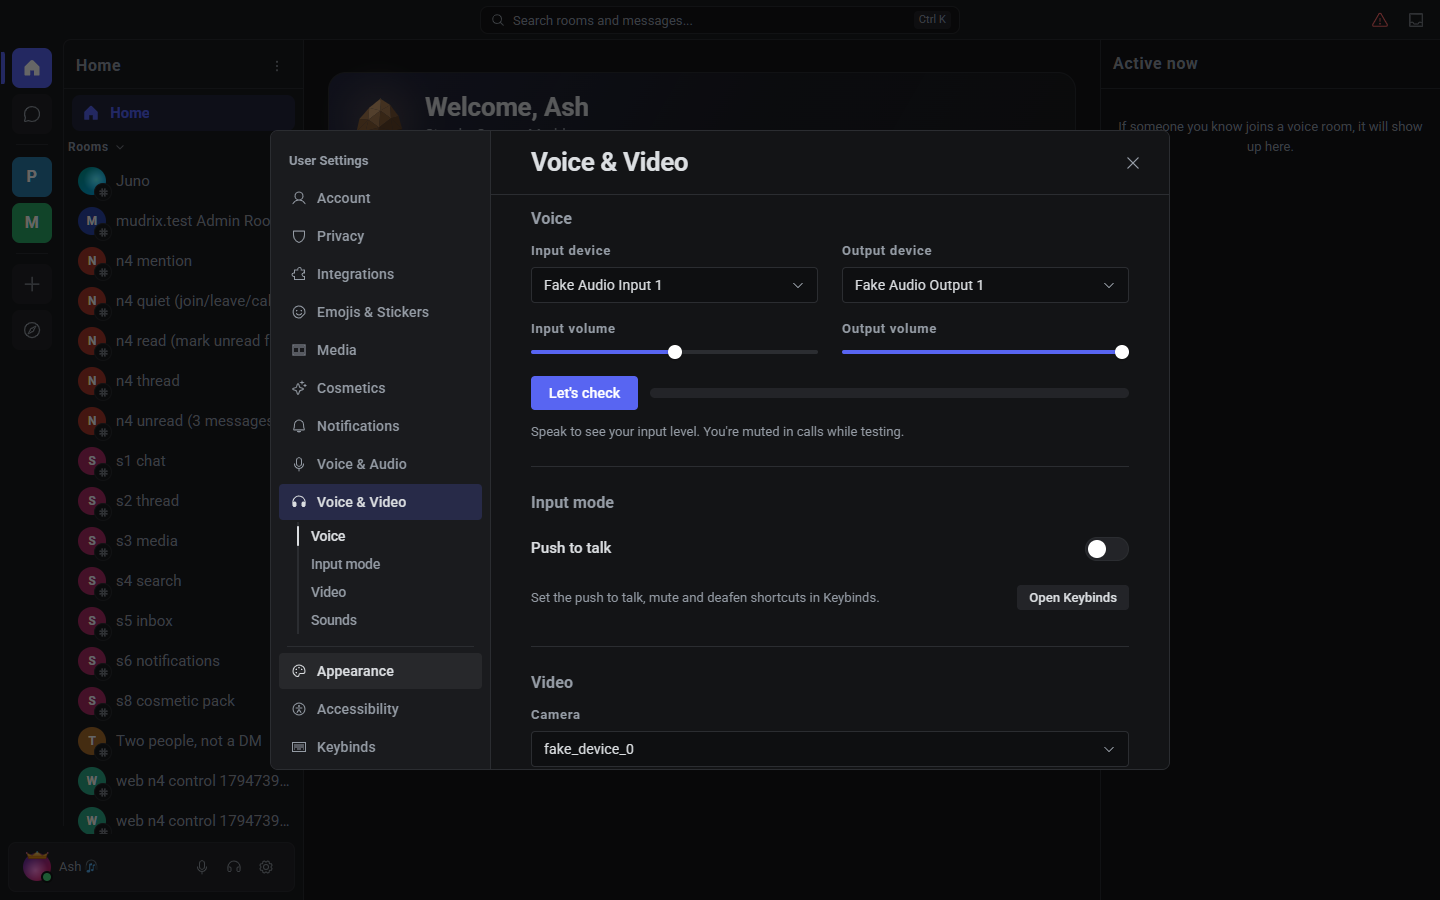 Search rooms and messages...
Ctrl K
Home
Active now
Home
Welcome, Ash
If someone you know joins a voice room, it will show
up here.
P
M
Rooms
Juno
M
mudrix.test Admin Roo
N
n4 mention
N
n4 quiet (join/leave/cal
N
n4 read (mark unread f
N
n4 thread
N
n4 unread (3 messages
S
s1 chat
S
s2 thread
S
s3 media
S
s4 search
S
s5 inbox
S
s6 notifications
S
s8 cosmetic pack
T
Two people, not a DM
W
web n4 control 1794739...
W
web n4 control 1794739...
Ash
User Settings
Account
Privacy
Integrations
Emojis & Stickers
Media
Cosmetics
Notifications
Voice & Audio
Voice & Video
Voice
Input mode
Video
Sounds
Appearance
Accessibility
Keybinds
Voice & Video
Voice
Input device
Output device
Fake Audio Input 1
Fake Audio Output 1
Input volume
Output volume
Let's check
Speak to see your input level. You're muted in calls while testing.
Input mode
Push to talk
Set the push to talk, mute and deafen shortcuts in Keybinds.
Open Keybinds
Video
Camera
fake_device_0